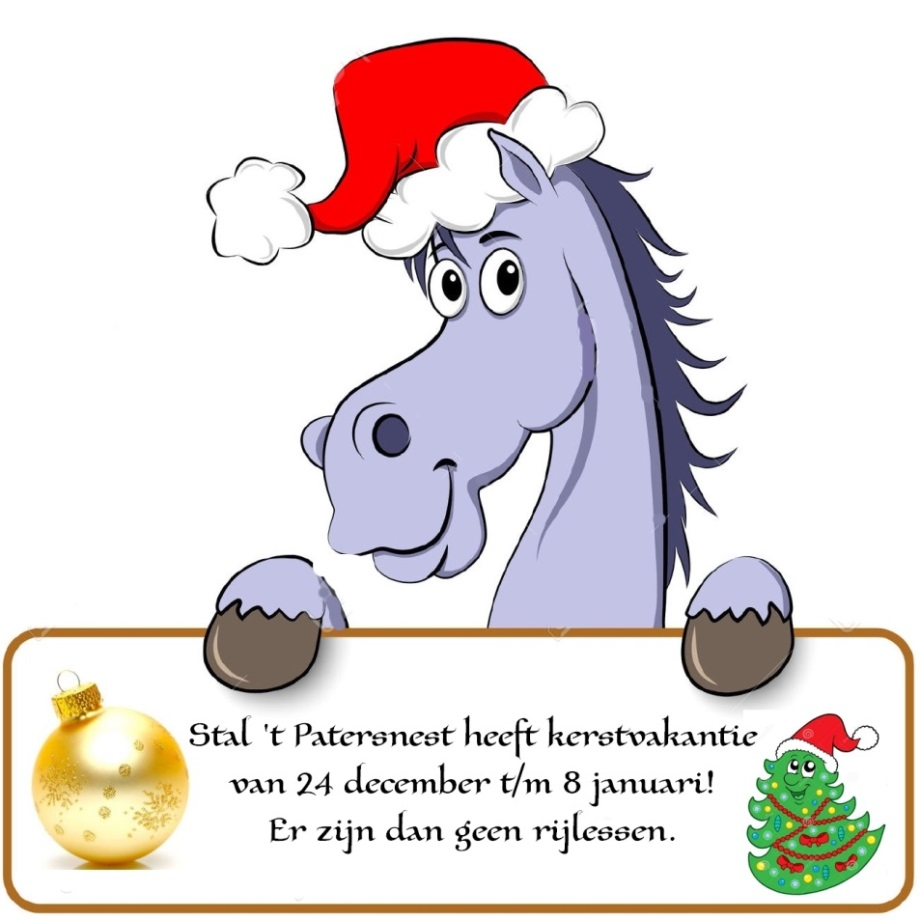 Stal 't Patersnest heeft kerstvakantie
van 24 december t/m 8 januari!
Er zijn dan geen rijlessen.